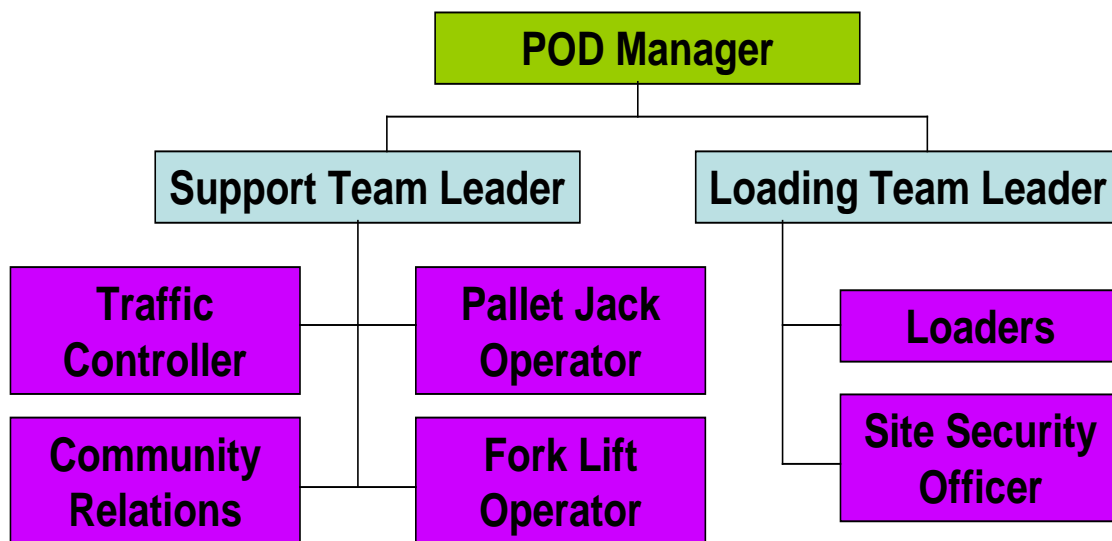 POD Manager
Support Team Leader
Loading Team Leader
Traffic
Controller
Pallet Jack
Operator
Loaders
Community
Relations
Fork Lift
Operator
Site Security
Officer